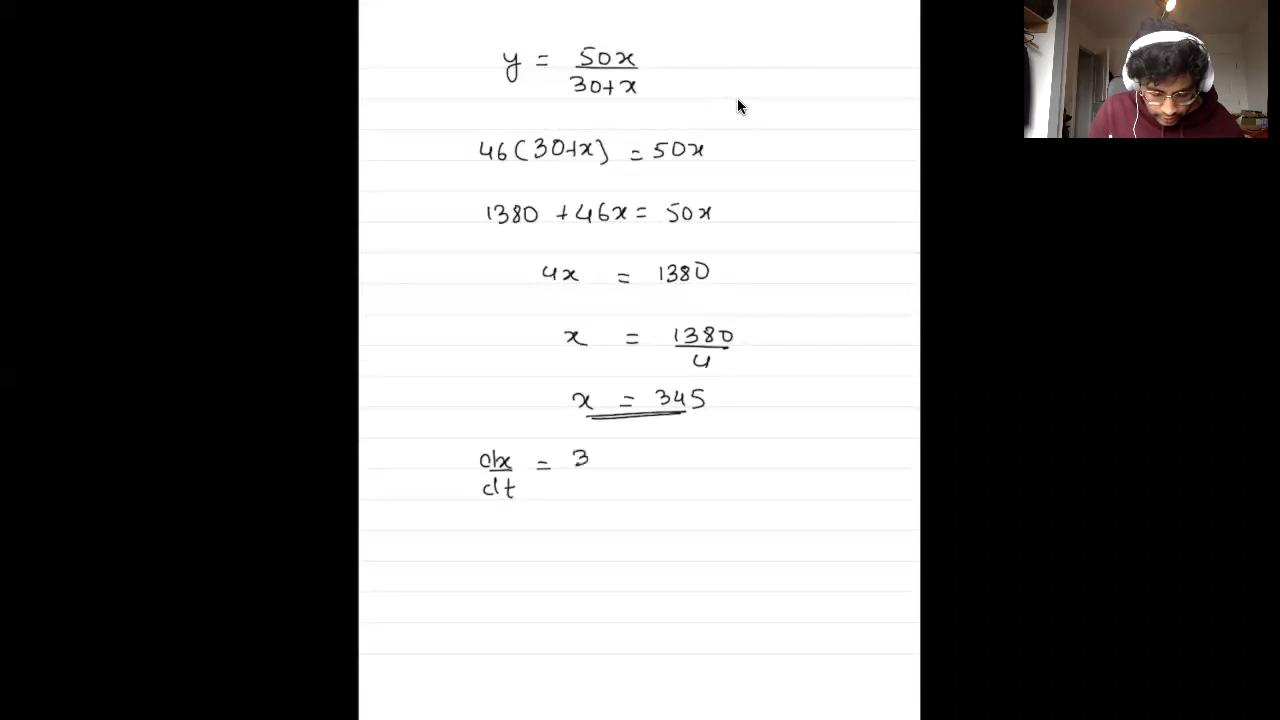 y = 50x/30+x
46(30+x) = 50x
1380 + 46x = 50x
4x = 1380
x = 1380/4
x = 345
dx/dt = 3